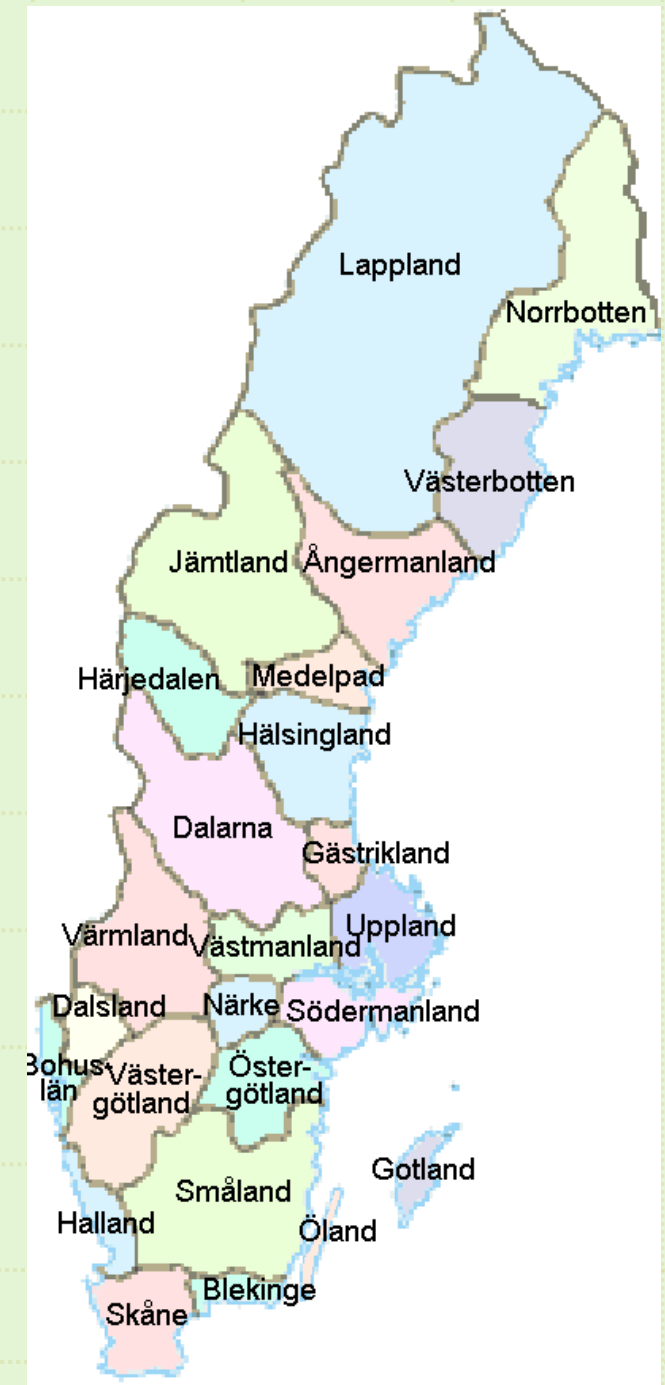 Lappland
Norrbotten
Västerbotten
Jämtland
Ångermanland
Härjedalen
Medelpad
Hälsingland
Dalarna
Gästrikland
Uppland
Värmland
Västmanland
Dalsland
Närke
Södermanland
Bohus-
län
Väster-
götland
Öster-
götland
Gotland
Småland
Halland
Öland
Blekinge
Skåne